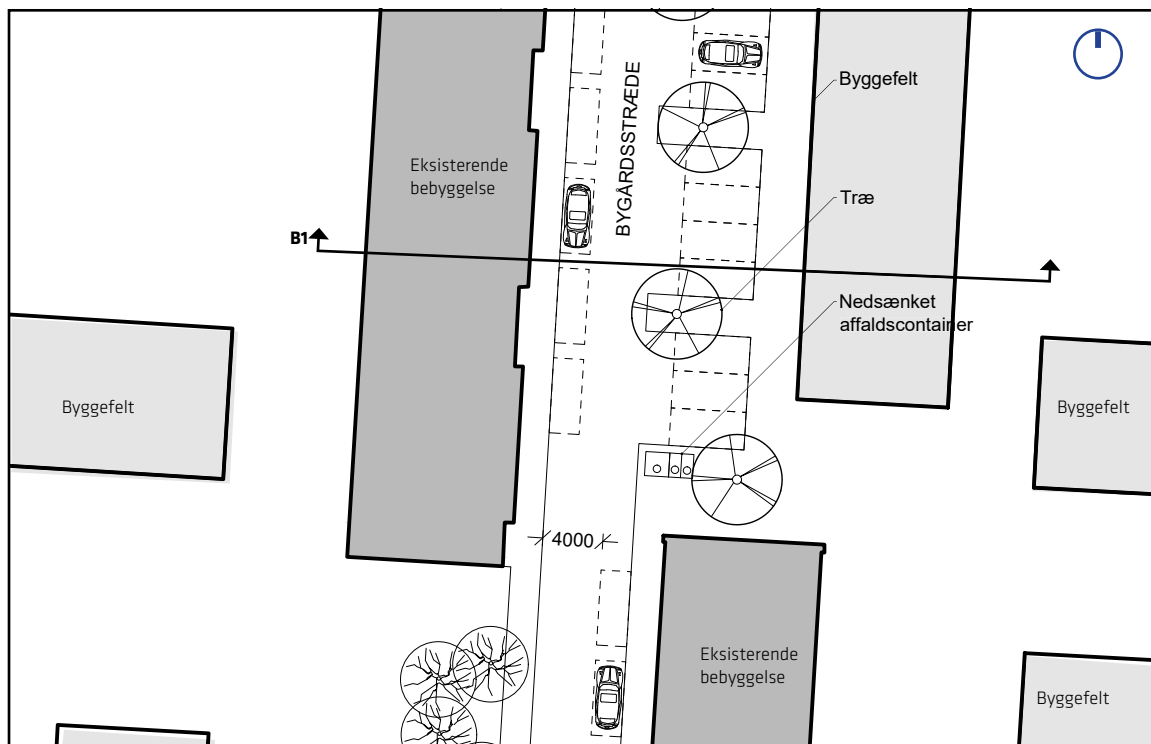 Byggefelt
BYGÅRDSSTRÆDE
Eksisterende
bebyggelse
Træ
B1
Nedsænket
affaldscontainer
Byggefelt
Byggefelt
4000
Eksisterende
bebyggelse
Byggefelt